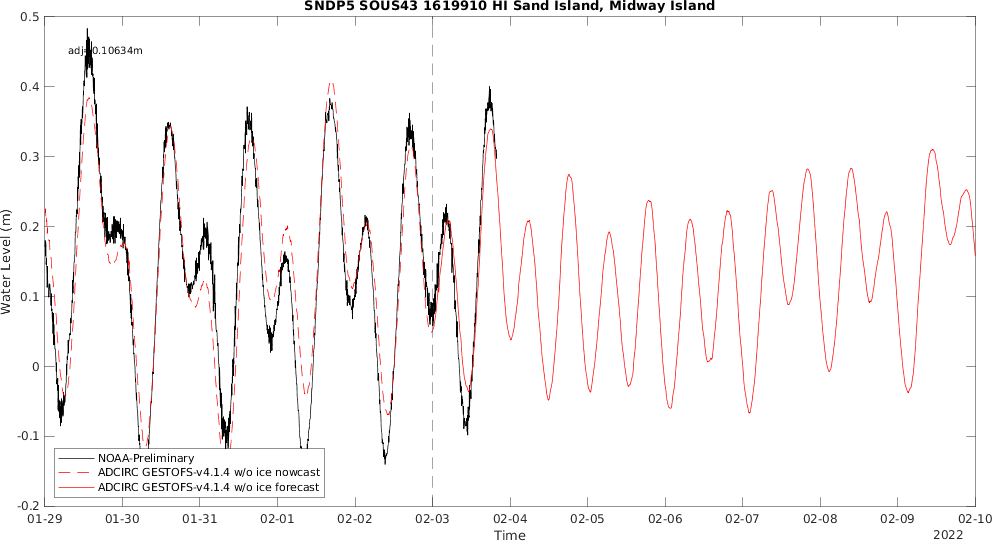 SNDP5 SOUS43 1619910 HI Sand Island, Midway Island
0.5
adj=0.10634m
0.4
0.3
0.2
0.1
0
-0.1
-0.2
Water Level (m)
NOAA-Preliminary
ADCIRC GESTOFS-v4.1.4 w/o ice nowcast
ADCIRC GESTOFS-v4.1.4 w/o ice forecast
01-29 01-30 01-31 02-01 02-02 02-03 02-04 02-05 02-06 02-07 02-08 02-09 02-10
Time
2022